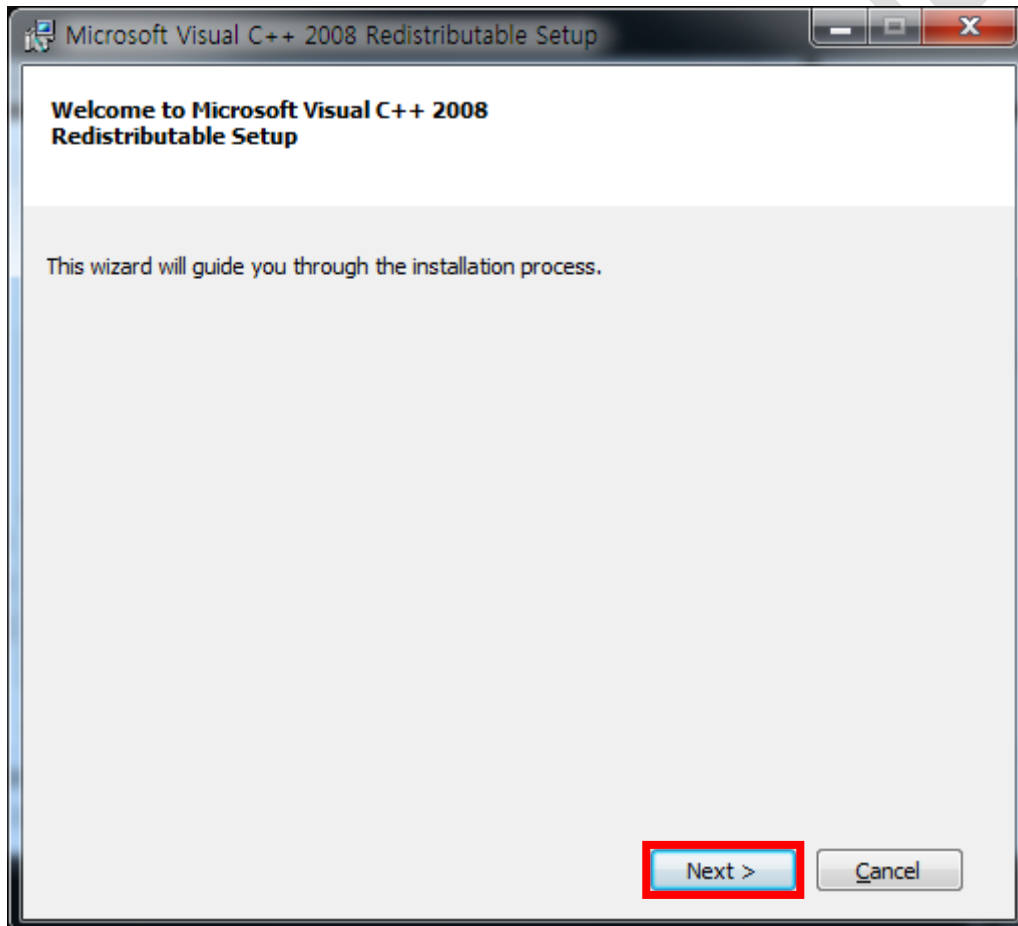 Microsoft Visual C++ 2008 Redistributable Setup
Welcome to Microsoft Visual C++ 2008
Redistributable Setup
This wizard will guide you through the installation process.
Next >
Cancel